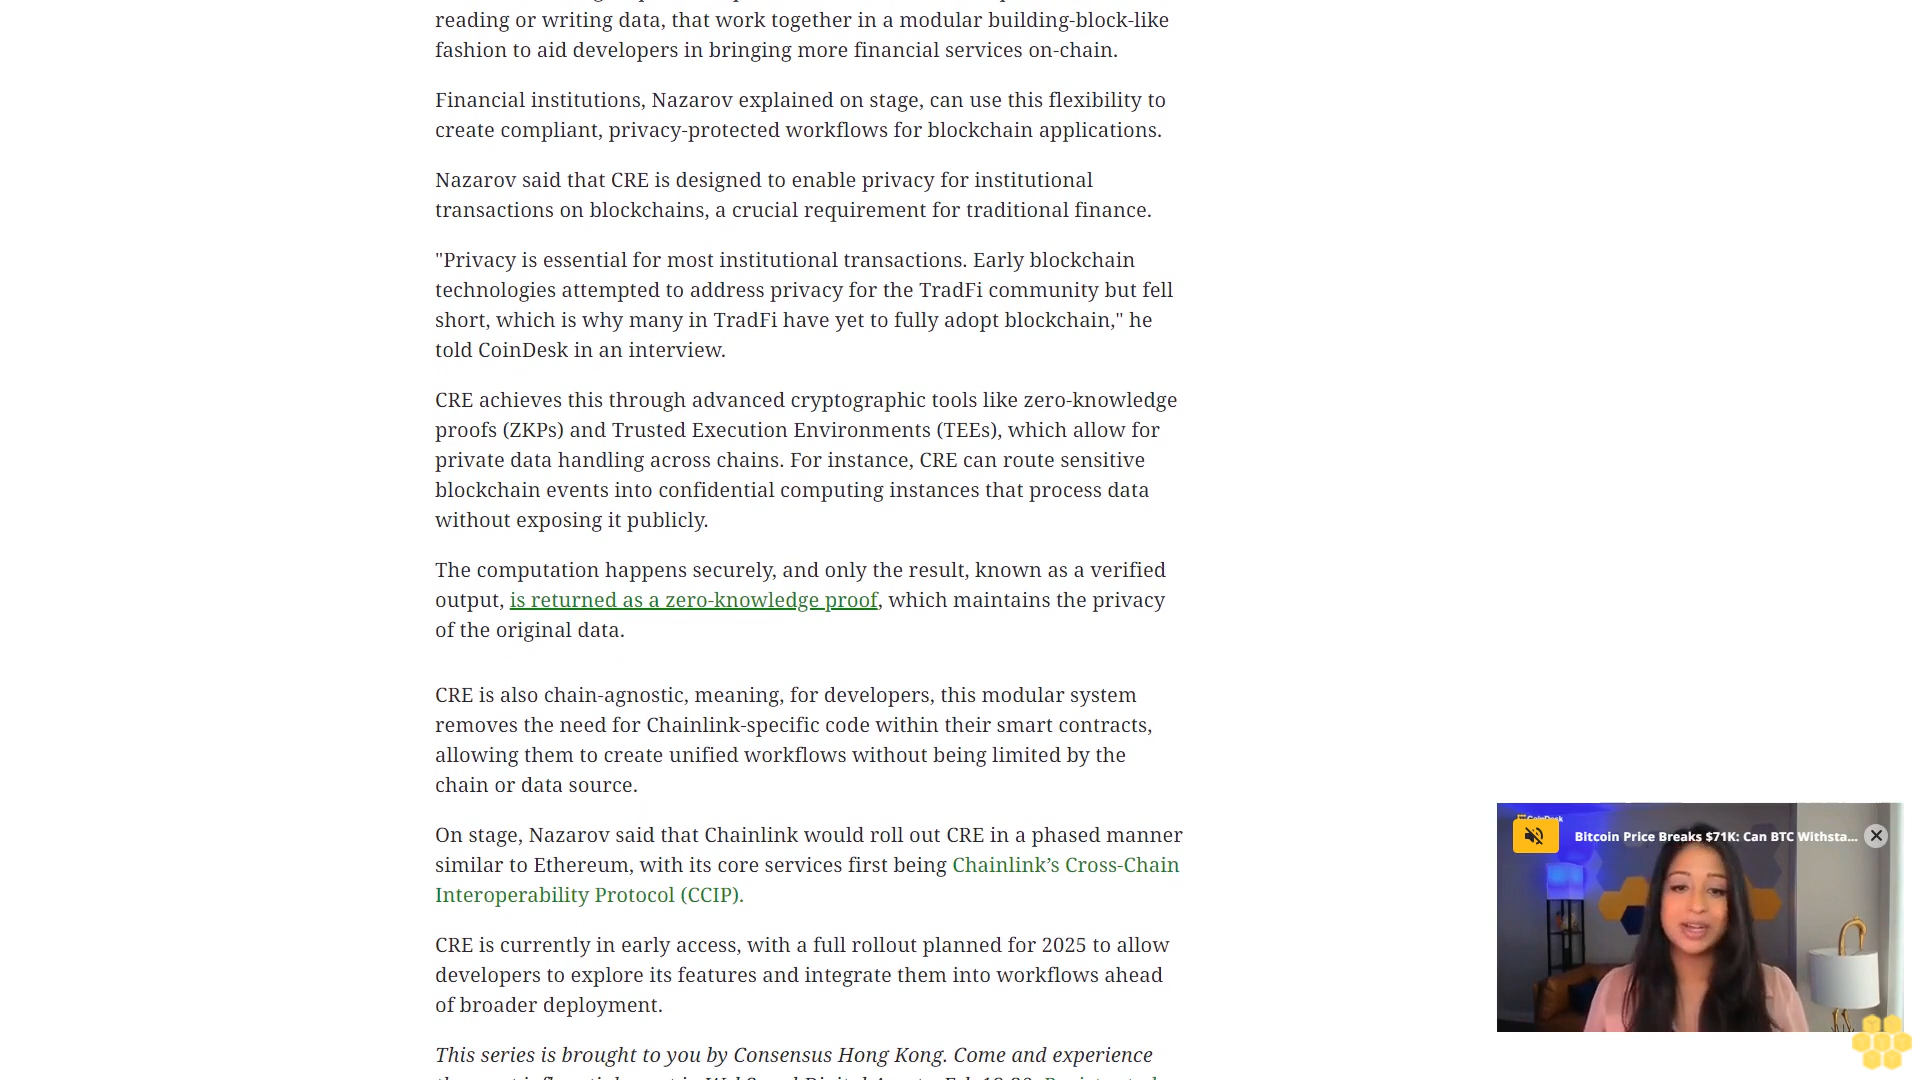 reading or writing data, that work together in a modular building-block-like
fashion to aid developers in bringing more financial services on-chain.
Financial institutions, Nazarov explained on stage, can use this flexibility to
create compliant, privacy-protected workflows for blockchain applications.
Nazarov said that CRE is designed to enable privacy for institutional
transactions on blockchains, a crucial requirement for traditional finance.
"Privacy is essential for most institutional transactions. Early blockchain
technologies attempted to address privacy for the TradFi community but fell
short, which is why many in TradFi have yet to fully adopt blockchain," he
told CoinDesk in an interview.
CRE achieves this through advanced cryptographic tools like zero-knowledge
proofs (ZKPs) and Trusted Execution Environments (TEEs), which allow for
private data handling across chains. For instance, CRE can route sensitive
blockchain events into confidential computing instances that process data
without exposing it publicly.
The computation happens securely, and only the result, known as a verified
output, is returned as a zero-knowledge proof, which maintains the privacy
of the original data.
CRE is also chain-agnostic, meaning, for developers, this modular system
removes the need for Chainlink-specific code within their smart contracts,
allowing them to create unified workflows without being limited by the
chain or data source.
On stage, Nazarov said that Chainlink would roll out CRE in a phased manner
similar to Ethereum, with its core services first being Chainlink’s Cross-Chain
Interoperability Protocol (CCIP).
CRE is currently in early access, with a full rollout planned for 2025 to allow
developers to explore its features and integrate them into workflows ahead
of broader deployment.
This series is brought to you by Consensus Hong Kong. Come and experience
CoinDesk
Bitcoin Price Breaks $71K: Can BTC Withsta...